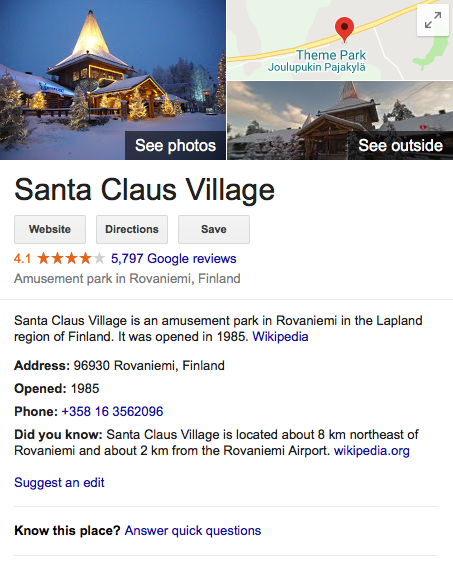 Theme Park
Joulupukin Pajakylä
See photos
See outside
Santa Claus Village
Website Directions Save
4.1 5,797 Google reviews
Amusement park in Rovaniemi, Finland
Santa Claus Village is an amusement park in Rovaniemi in the Lapland
region of Finland. It was opened in 1985. Wikipedia
Address: 96930 Rovaniemi, Finland
Opened: 1985
Phone: +358 16 3562096
Did you know: Santa Claus Village is located about 8 km northeast of
Rovaniemi and about 2 km from the Rovaniemi Airport. wikipedia.org
Suggest an edit
Know this place? Answer quick questions